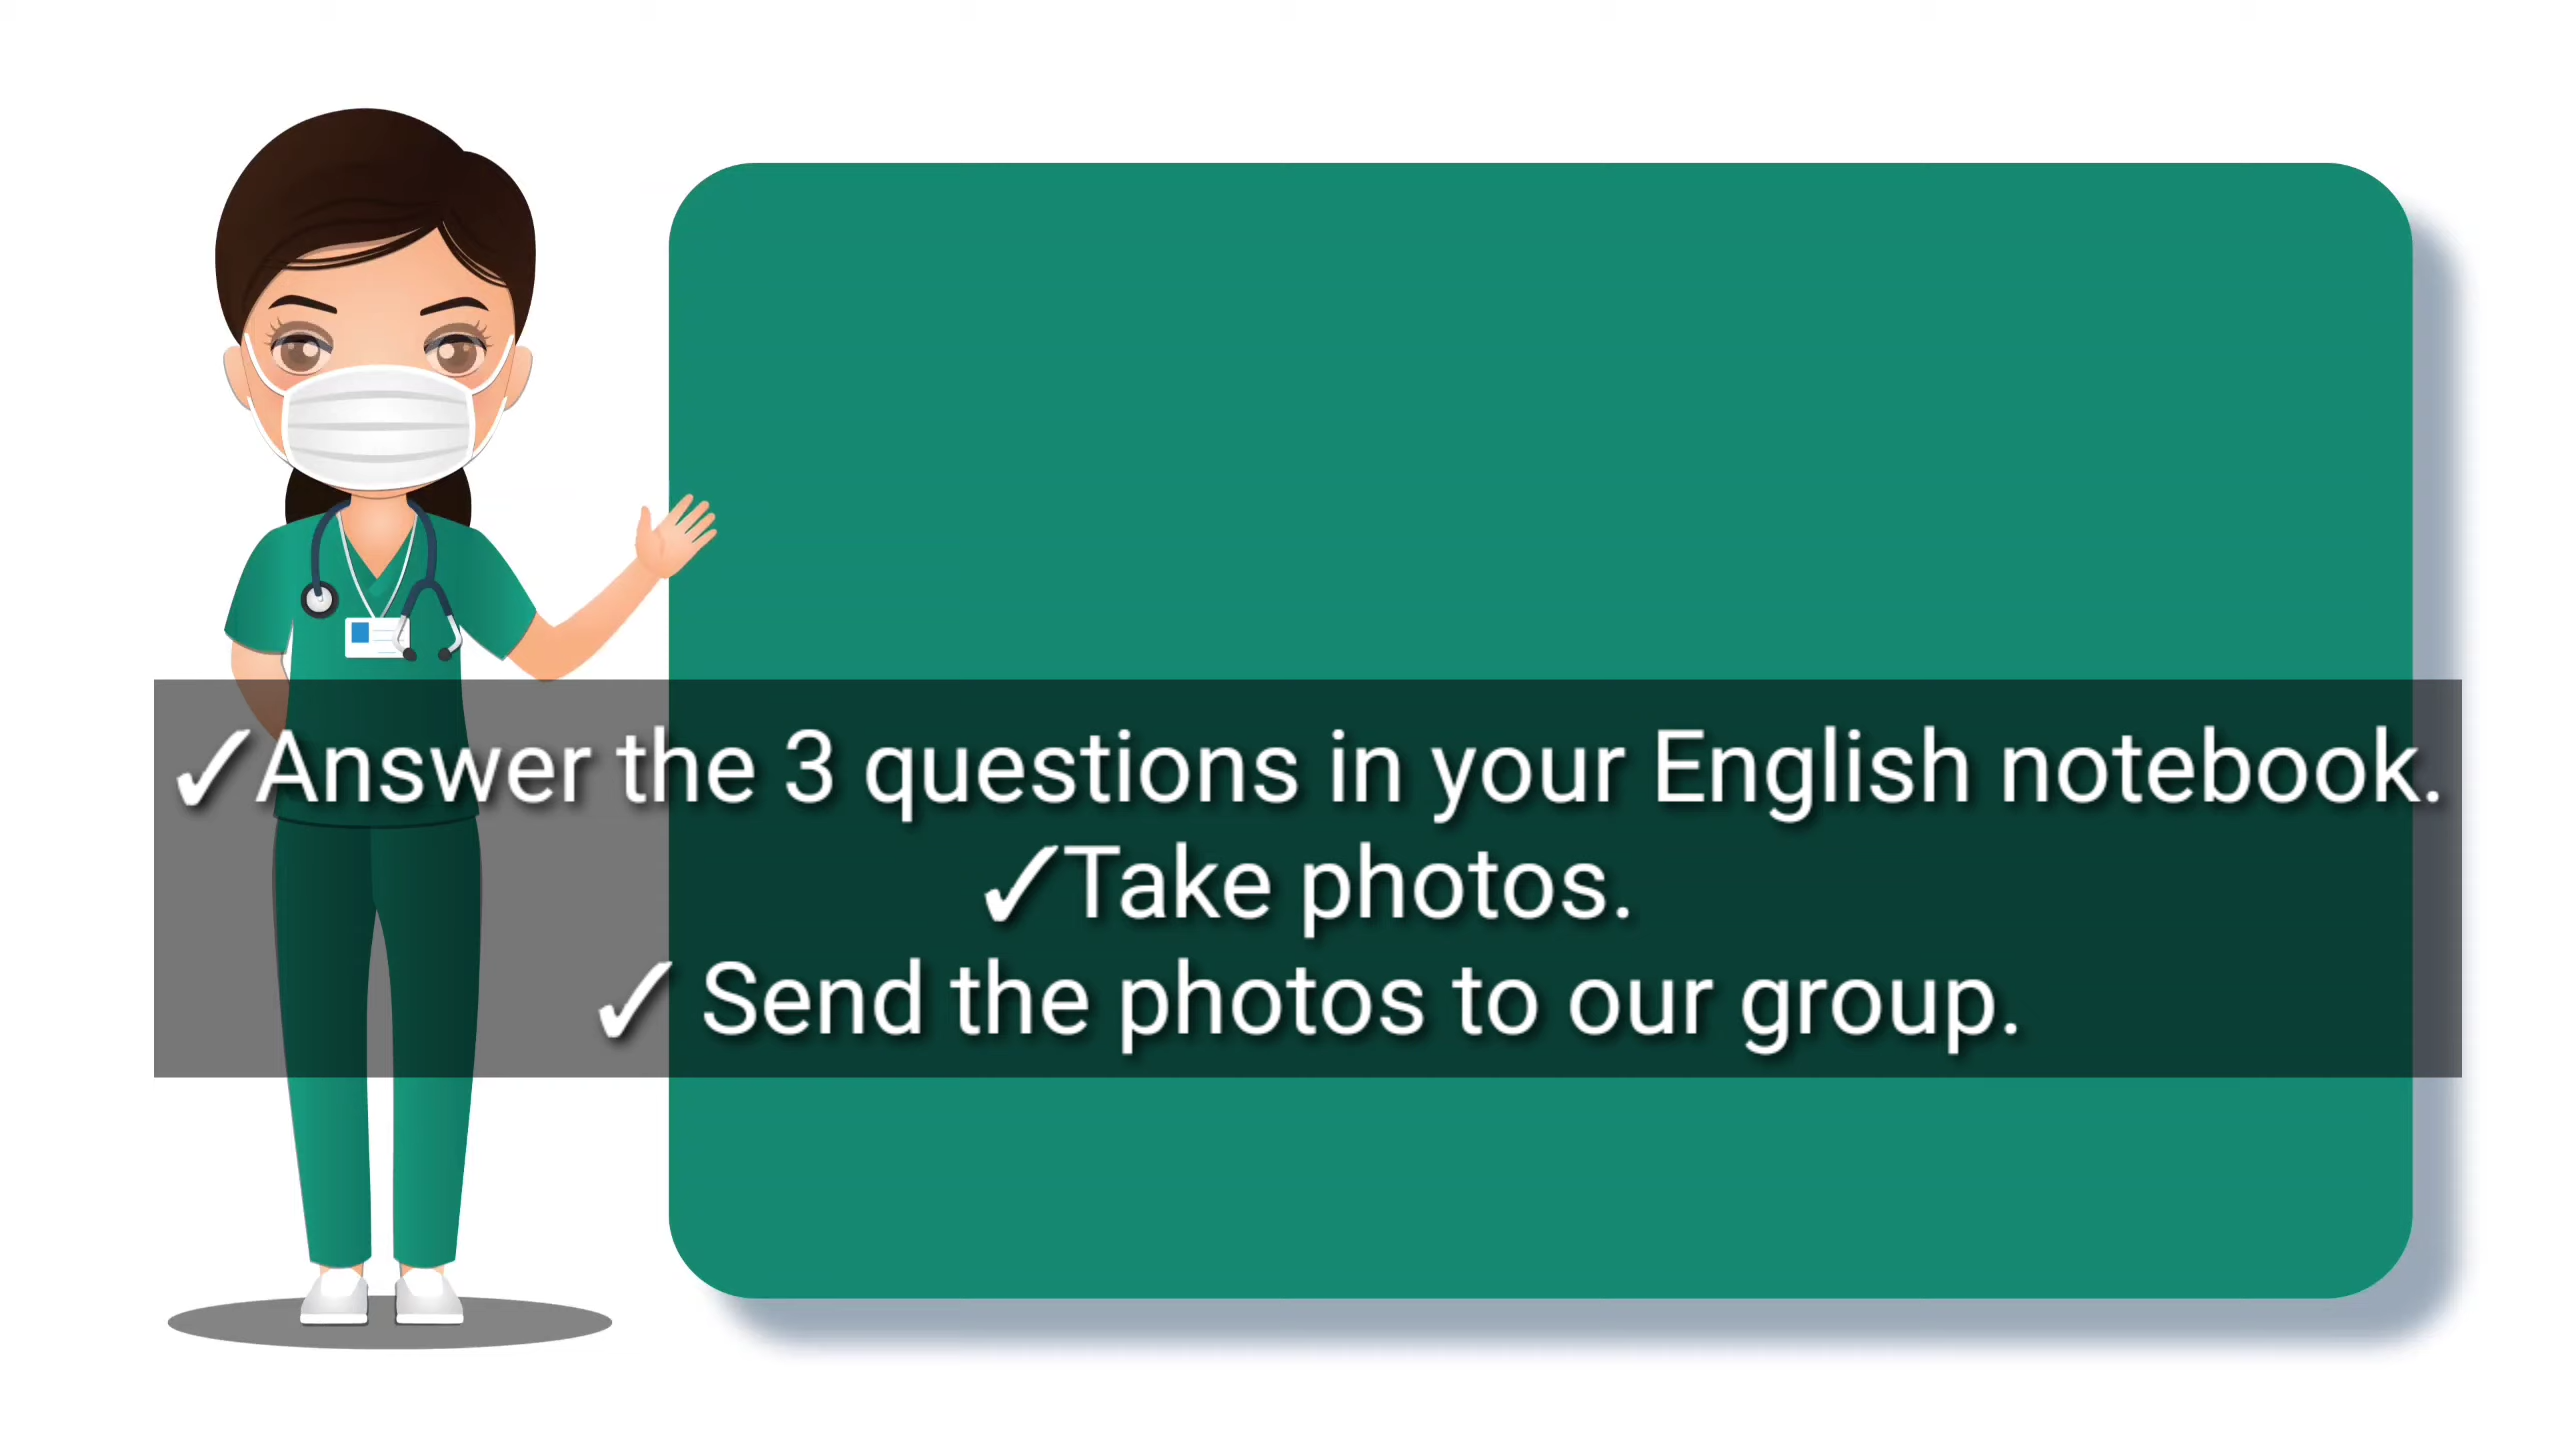 ✓Answer the 3 questions in your English notebook.
✓Take photos.
✓ Send the photos to our group.